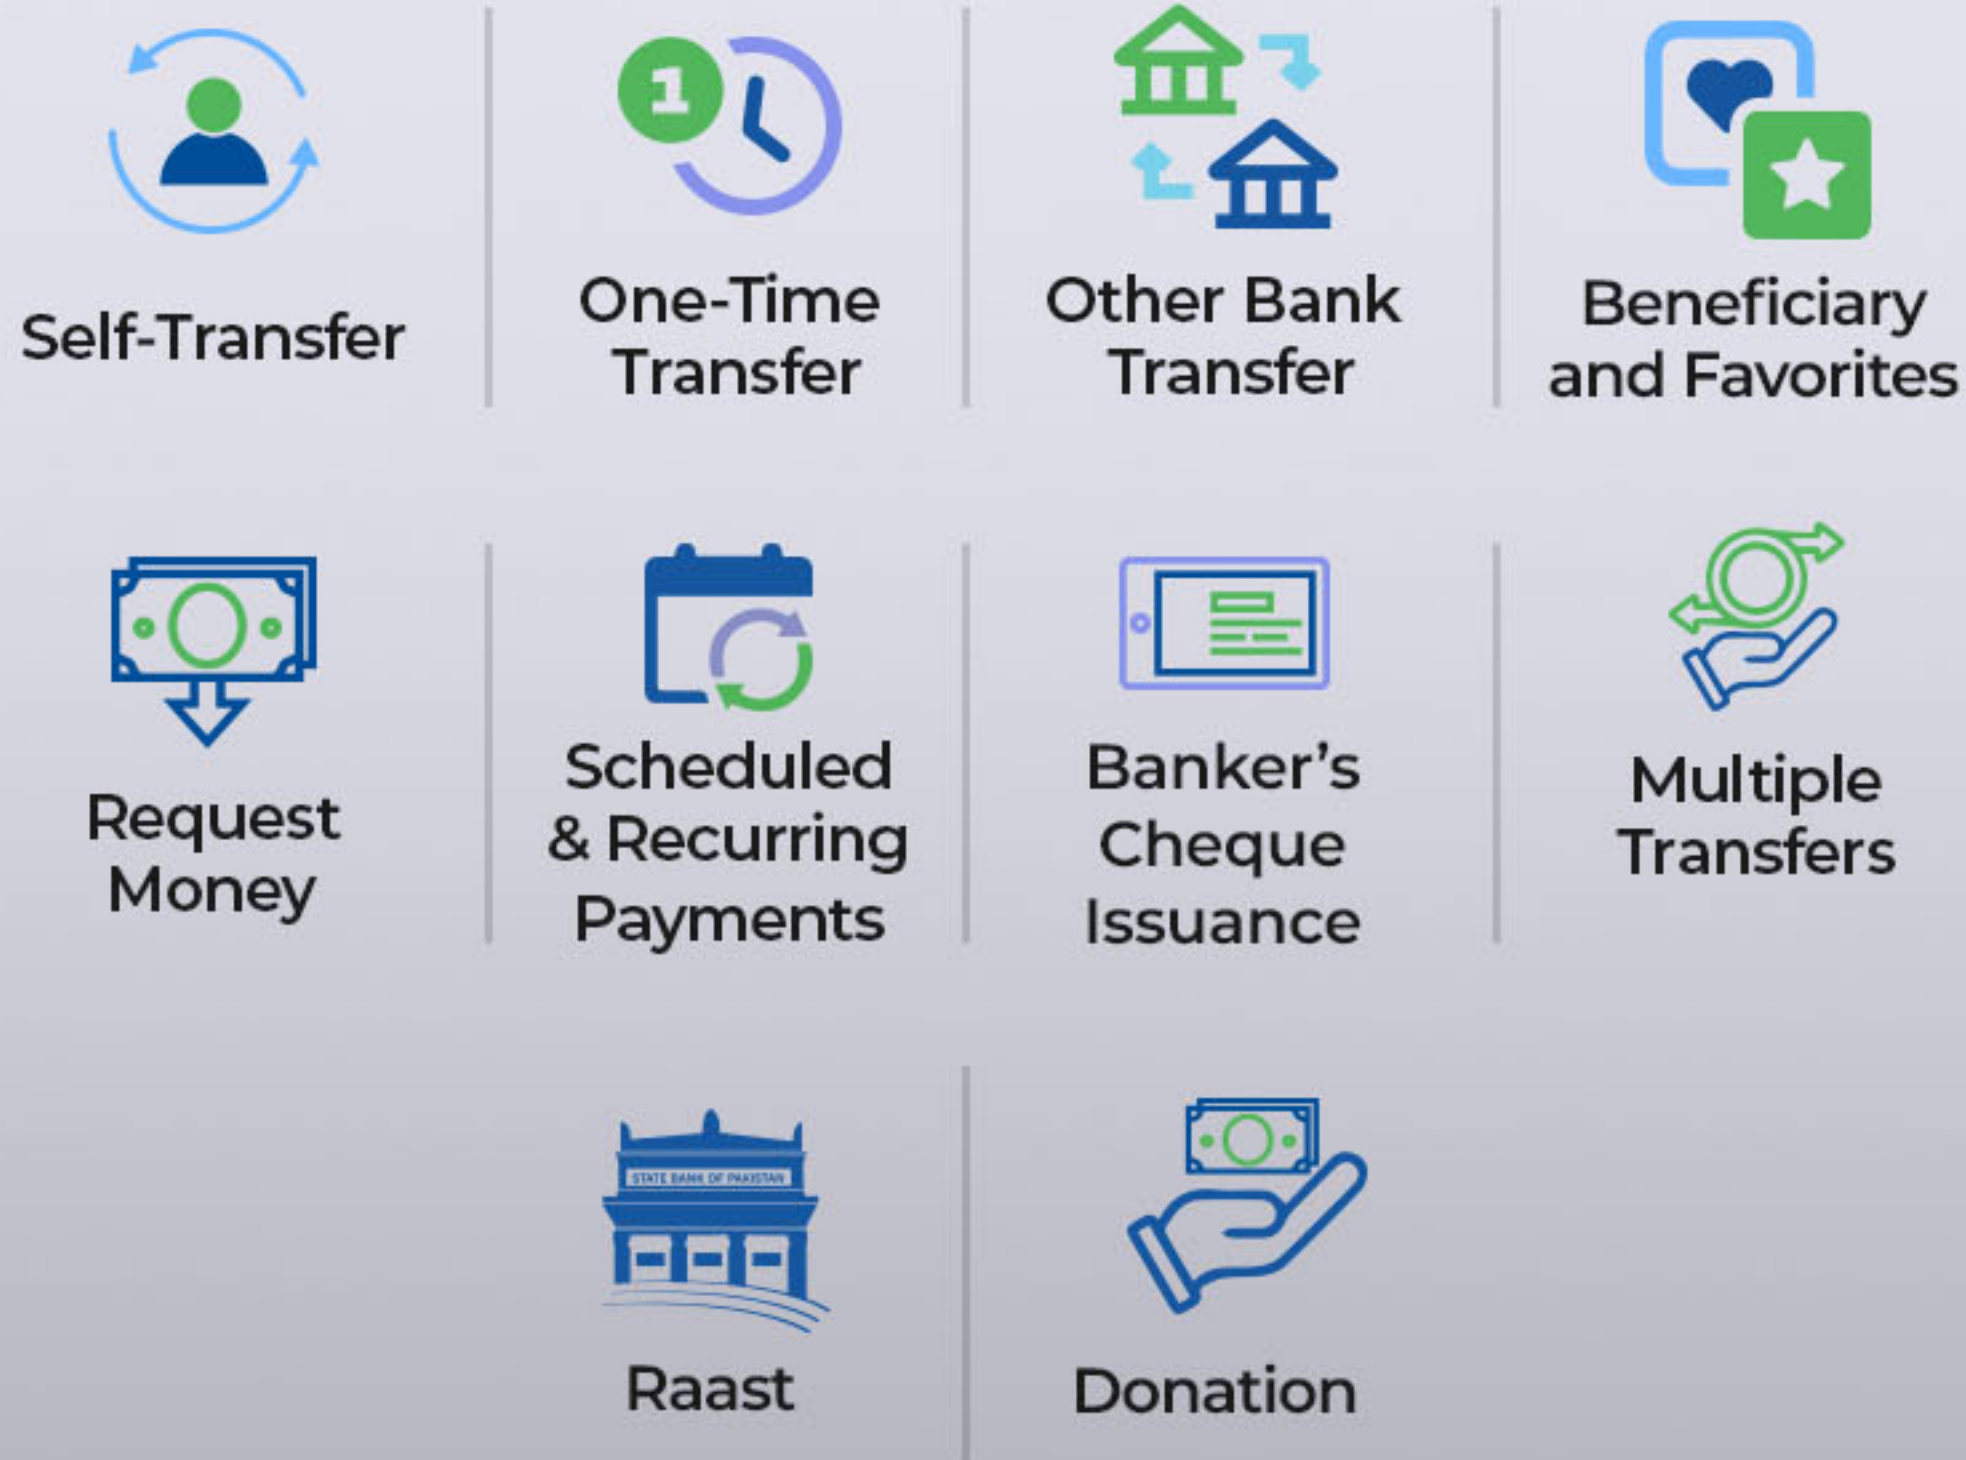 1
Self-Transfer
One-Time
Transfer
Other Bank
Transfer
Beneficiary
and Favorites
Request
Money
Scheduled
& Recurring
Payments
Banker’s
Cheque
Issuance
Multiple
Transfers
STATE BANK OF PAKISTAN
Raast
Donation